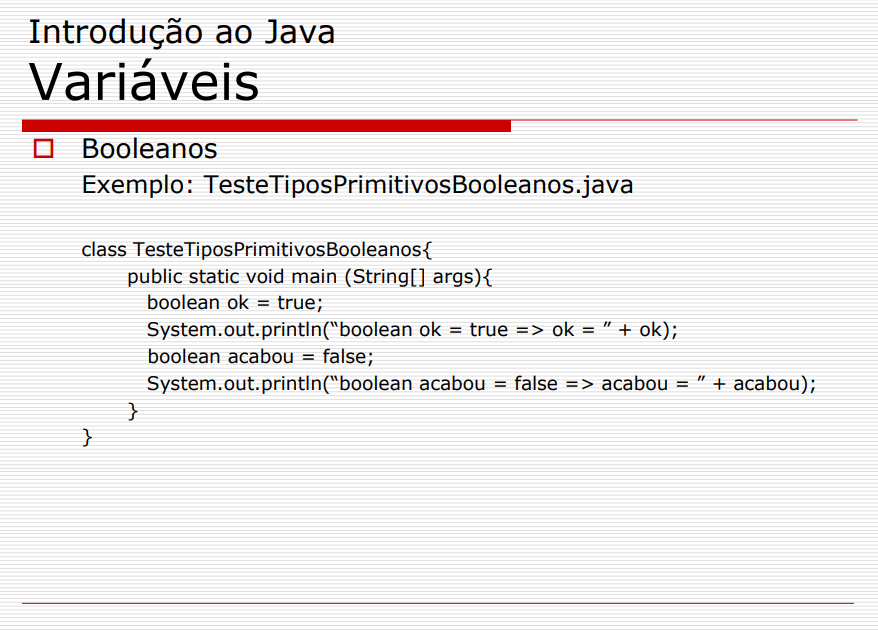 Introdução ao Java
Variáveis
Booleanos
Exemplo: TesteTiposPrimitivosBooleanos.java
class TesteTiposPrimitivosBooleanos{
public static void main (String[] args){
boolean ok = true;
System.out.println(“boolean ok = true => ok = ” + ok);
boolean acabou = false;
System.out.println(“boolean acabou = false => acabou = ” + acabou);
}
}